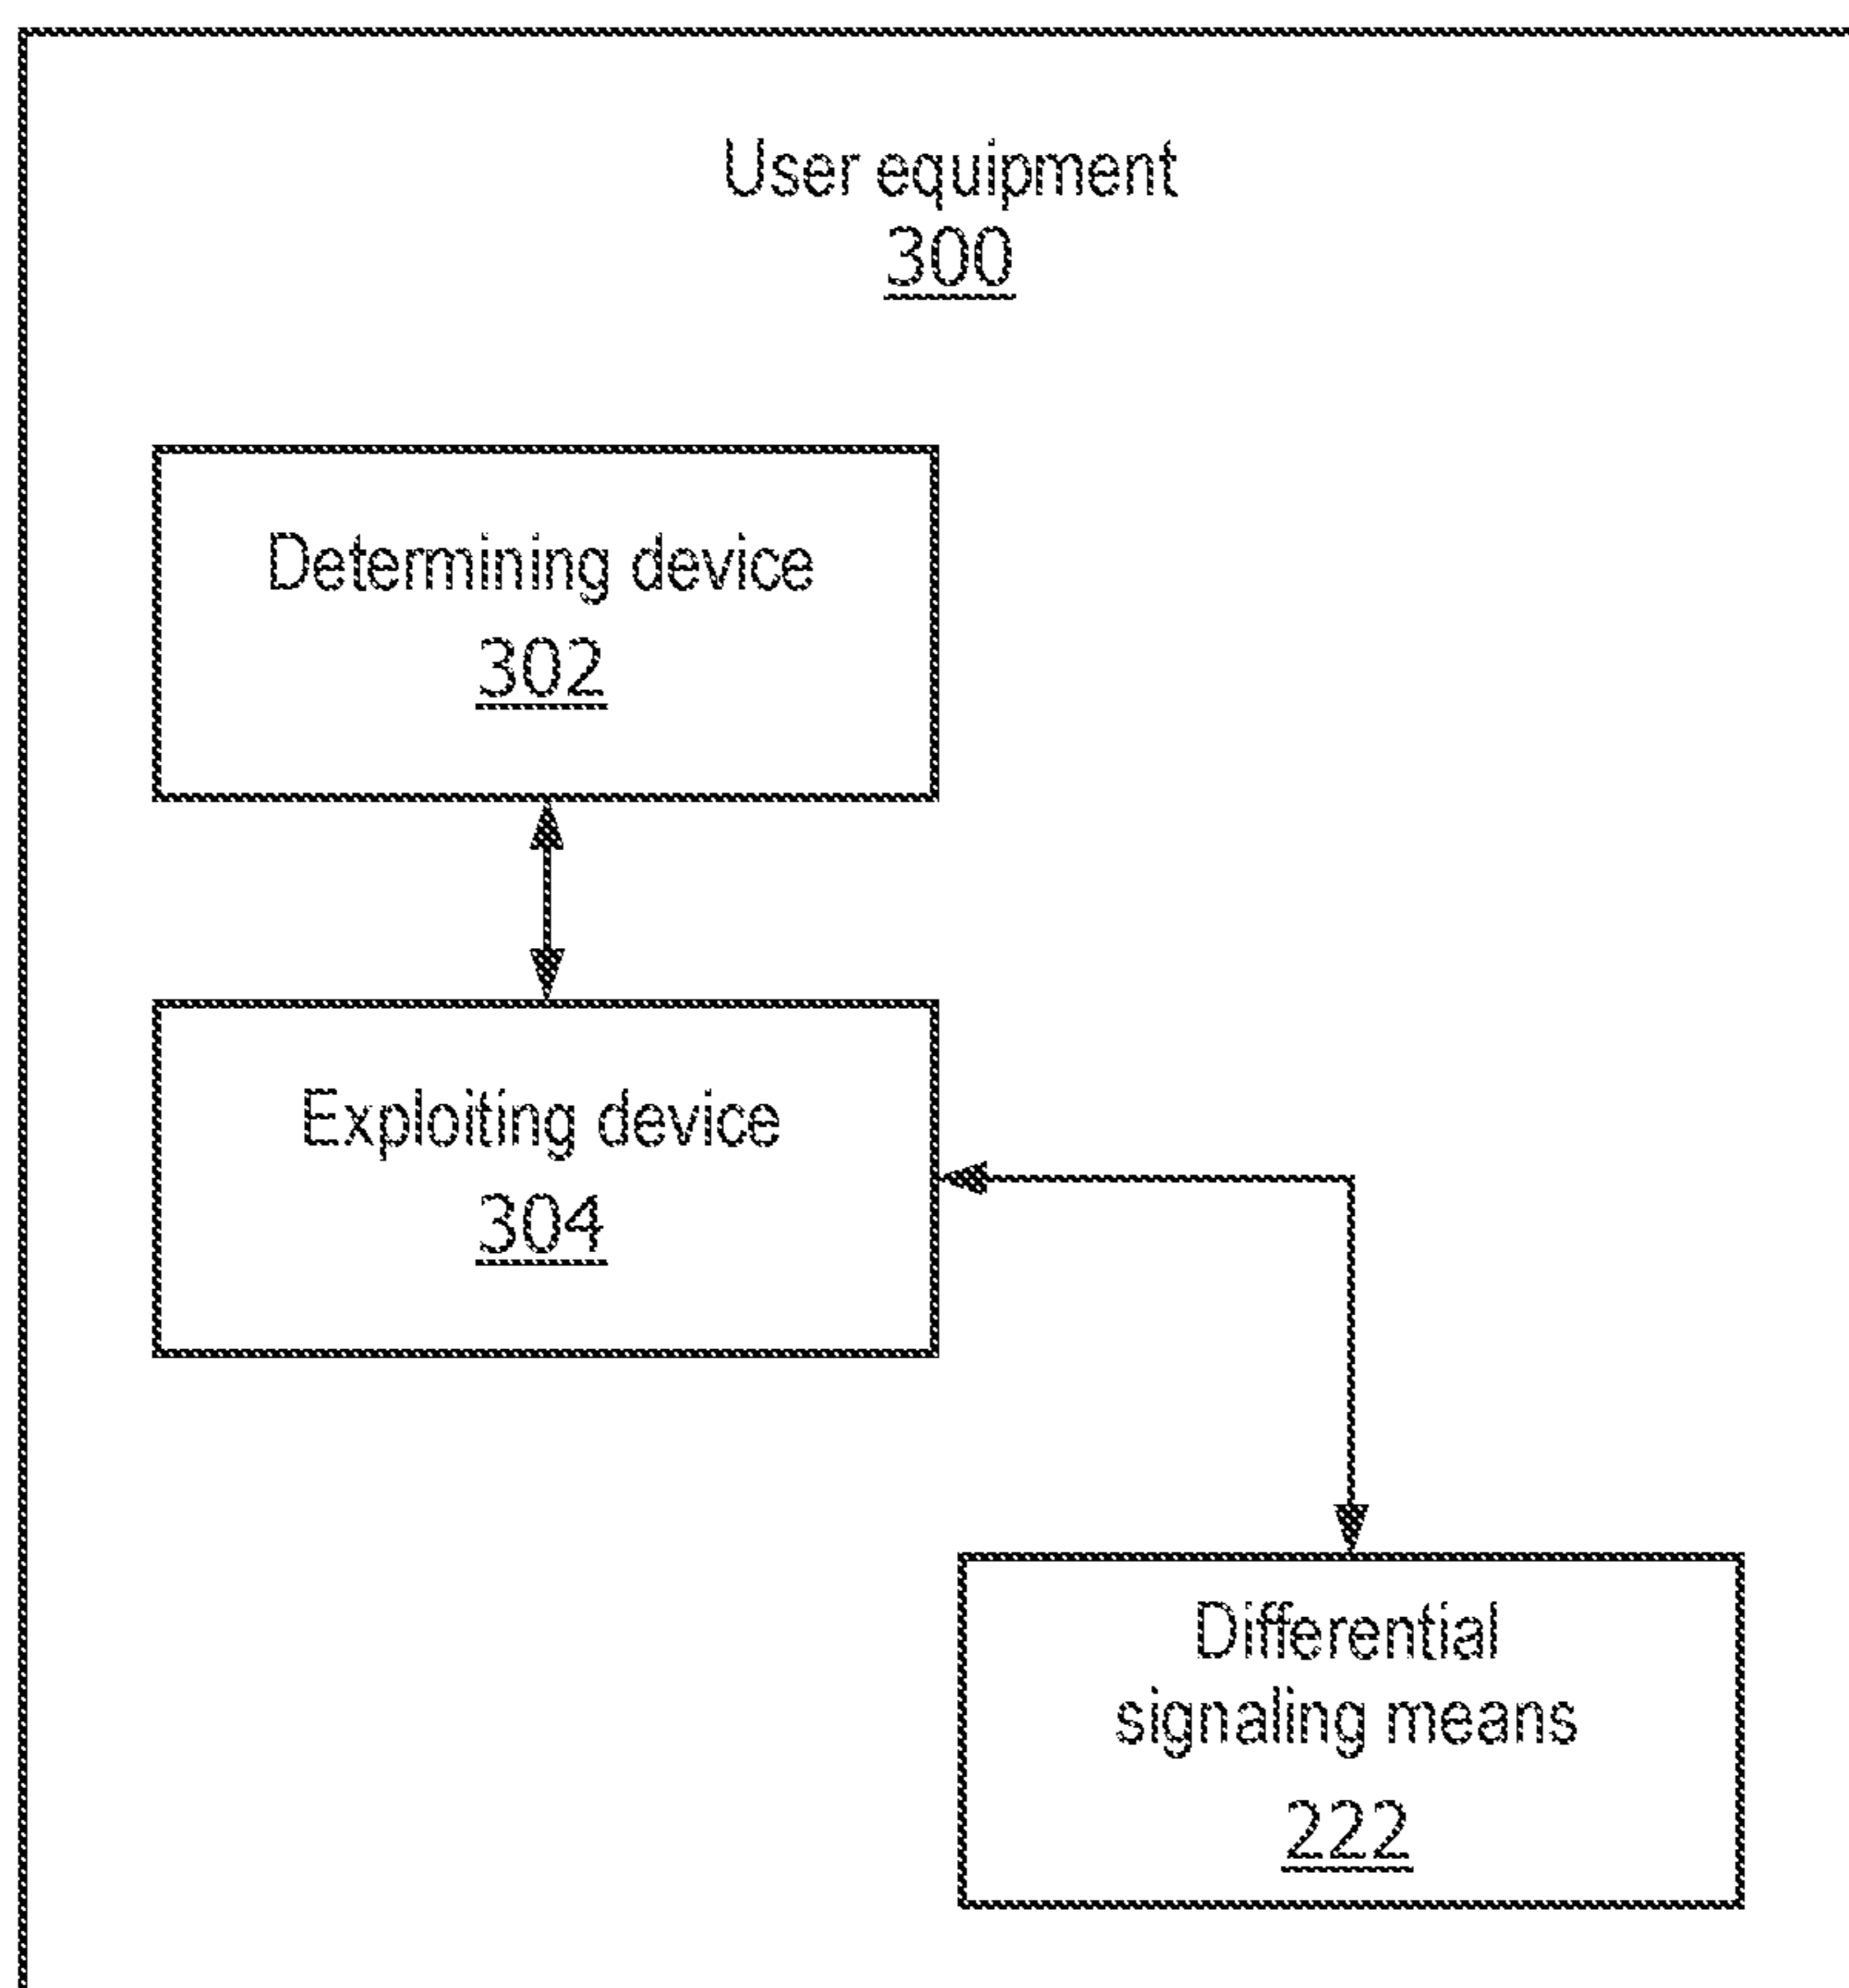 User equipment
300
Determining device
302
Exploiting device
304
Differential
signaling means
222